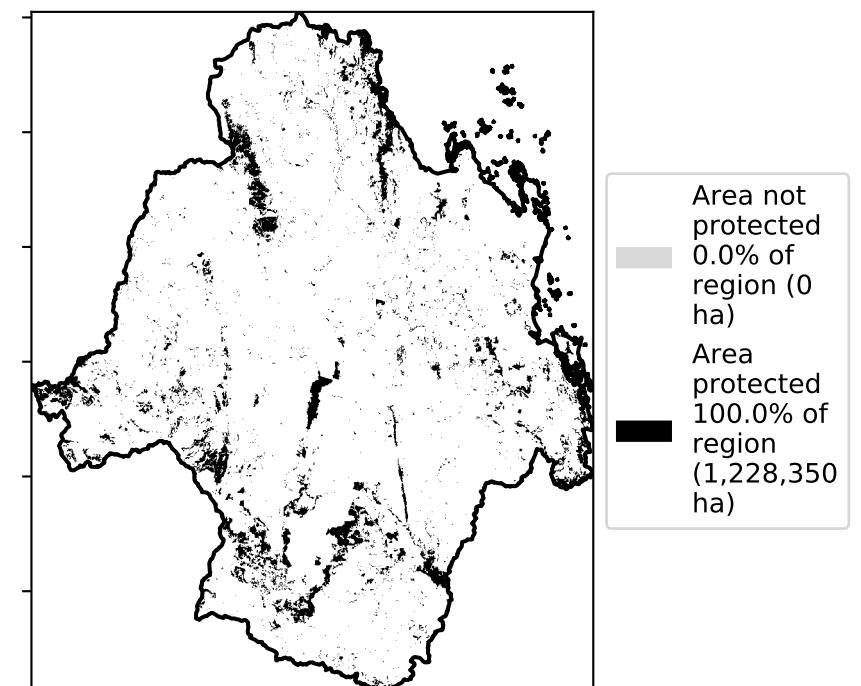 Area not
protected
0.0% of
region (0
ha)
Area
protected
100.0% of
region
(1,228,350
ha)